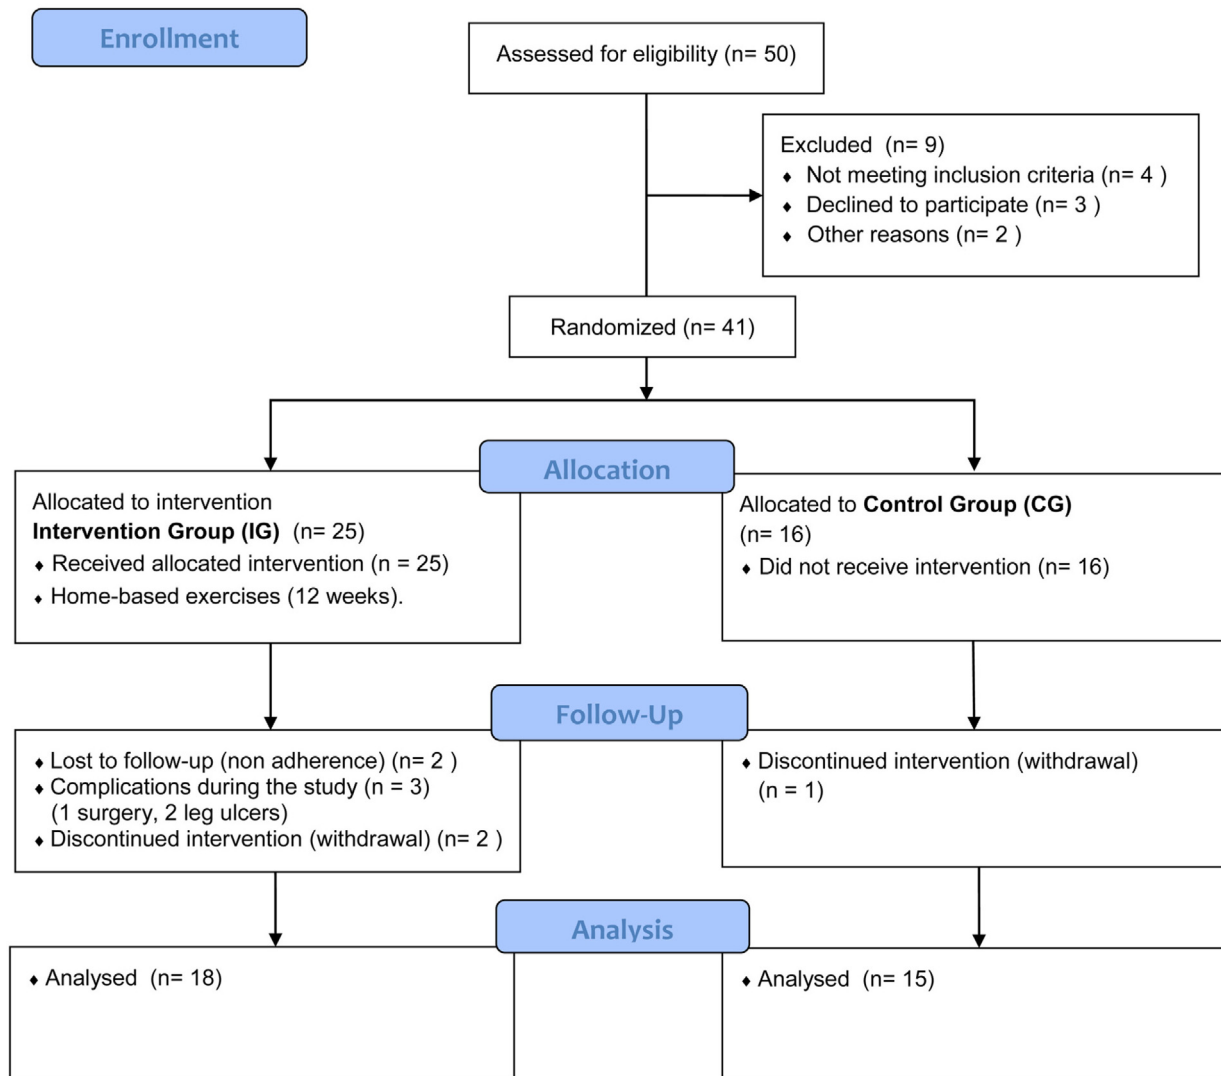 Enrollment
Assessed for eligibility (n= 50)
Excluded (n= 9)
♦ Not meeting inclusion criteria (n= 4 )
♦ Declined to participate (n= 3 )
♦ Other reasons (n= 2 )
Randomized (n= 41)
Allocation
Allocated to intervention
Intervention Group (IG) (n= 25)
♦ Received allocated intervention (n = 25)
♦ Home-based exercises (12 weeks).
Allocated to Control Group (CG)
(n= 16)
♦ Did not receive intervention (n= 16)
Follow-Up
♦ Lost to follow-up (non adherence) (n= 2 )
♦ Complications during the study (n = 3)
(1 surgery, 2 leg ulcers)
♦ Discontinued intervention (withdrawal) (n= 2 )
♦ Discontinued intervention (withdrawal)
(n = 1)
Analysis
♦ Analysed (n= 18)
♦ Analysed (n= 15)